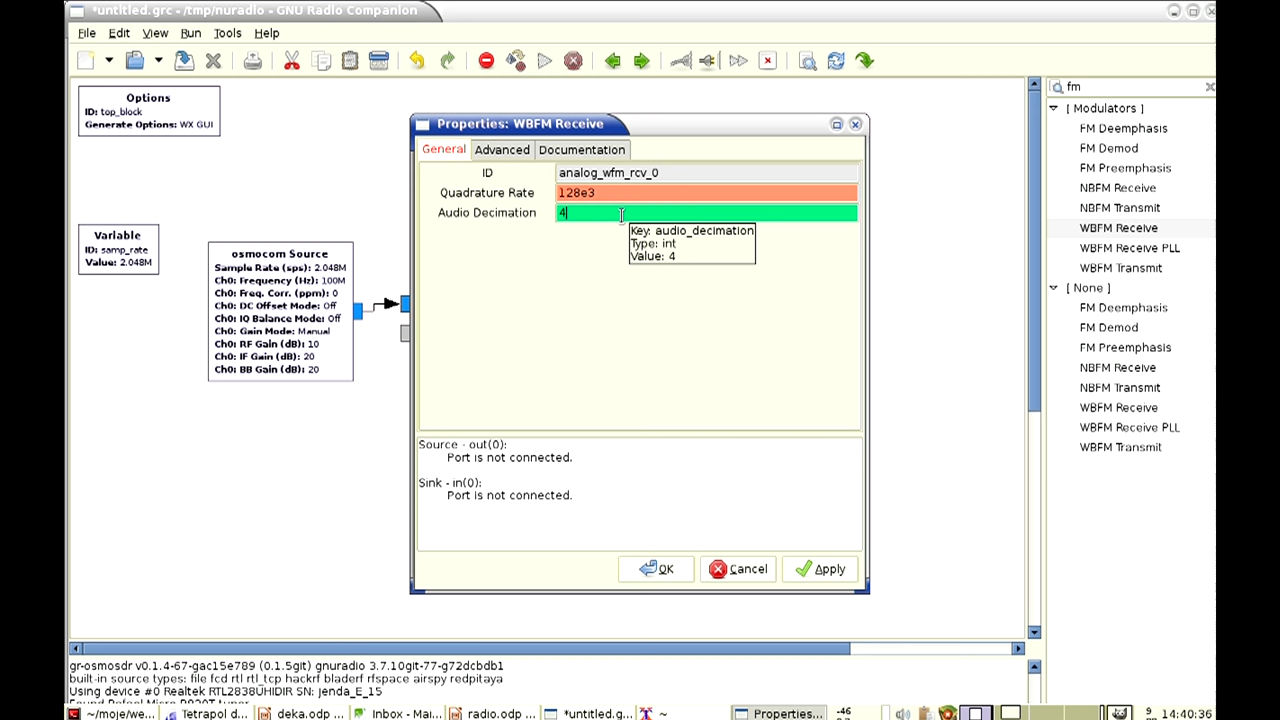 *untitled.grc - /tmp/nuradio - GNU Radio Companion
File Edit View Run Tools Help
Options
ID: top_block
Generate Options: WX GUI
Variable
ID: samp_rate
Value: 2.048M
osmocom Source
Sample Rate (sps): 2.048M
Ch0: Frequency (Hz): 100M
Ch0: Freq. Corr. (ppm): 0
Ch0: DC Offset Mode: Off
Ch0: IQ Balance Mode: Off
Ch0: Gain Mode: Manual
Ch0: RF Gain (dB): 10
Ch0: IF Gain (dB): 20
Ch0: BB Gain (dB): 20
Properties: WBFM Receive
General Advanced Documentation
ID analog_wfm_rcv_0
Quadrature Rate 128e3
Audio Decimation 4
Key: audio_decimation
Type: int
Value: 4
Source - out(0):
Port is not connected.
Sink - in(0):
Port is not connected.
OK Cancel Apply
fm
[ Modulators ]
FM Deemphasis
FM Demod
FM Preemphasis
NBFM Receive
NBFM Transmit
WBFM Receive
WBFM Receive PLL
WBFM Transmit
[ None ]
FM Deemphasis
FM Demod
FM Preemphasis
NBFM Receive
NBFM Transmit
WBFM Receive
WBFM Receive PLL
WBFM Transmit
gr-osmosdr v0.1.4-67-gac15e789 (0.1.5git) gnuradio 3.7.10git-77-g72dcbdb1
built-in source types: file fcd rtl rtl_tcp hackrf bladerf rfspace airspy redpitaya
Using device #0 Realtek RTL2838UHIDIR SN: jenda_E_15
~/moje/we... Tetrapol d... deka.odp ... Inbox - Mai... radio.odp ... *untitled.g... ~ Properties... -46 9 14:40:36